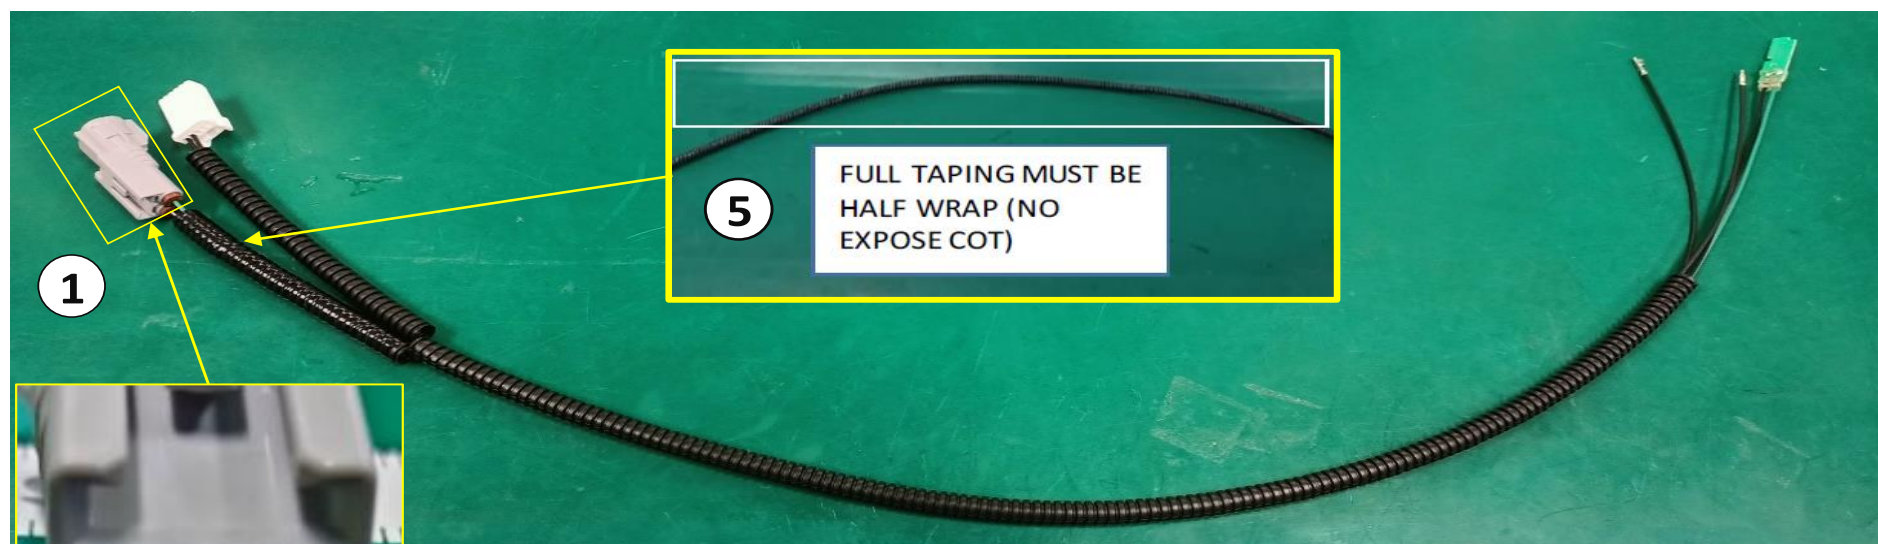 5
FULL TAPING MUST BE
HALF WRAP (NO
EXPOSE COT)
1